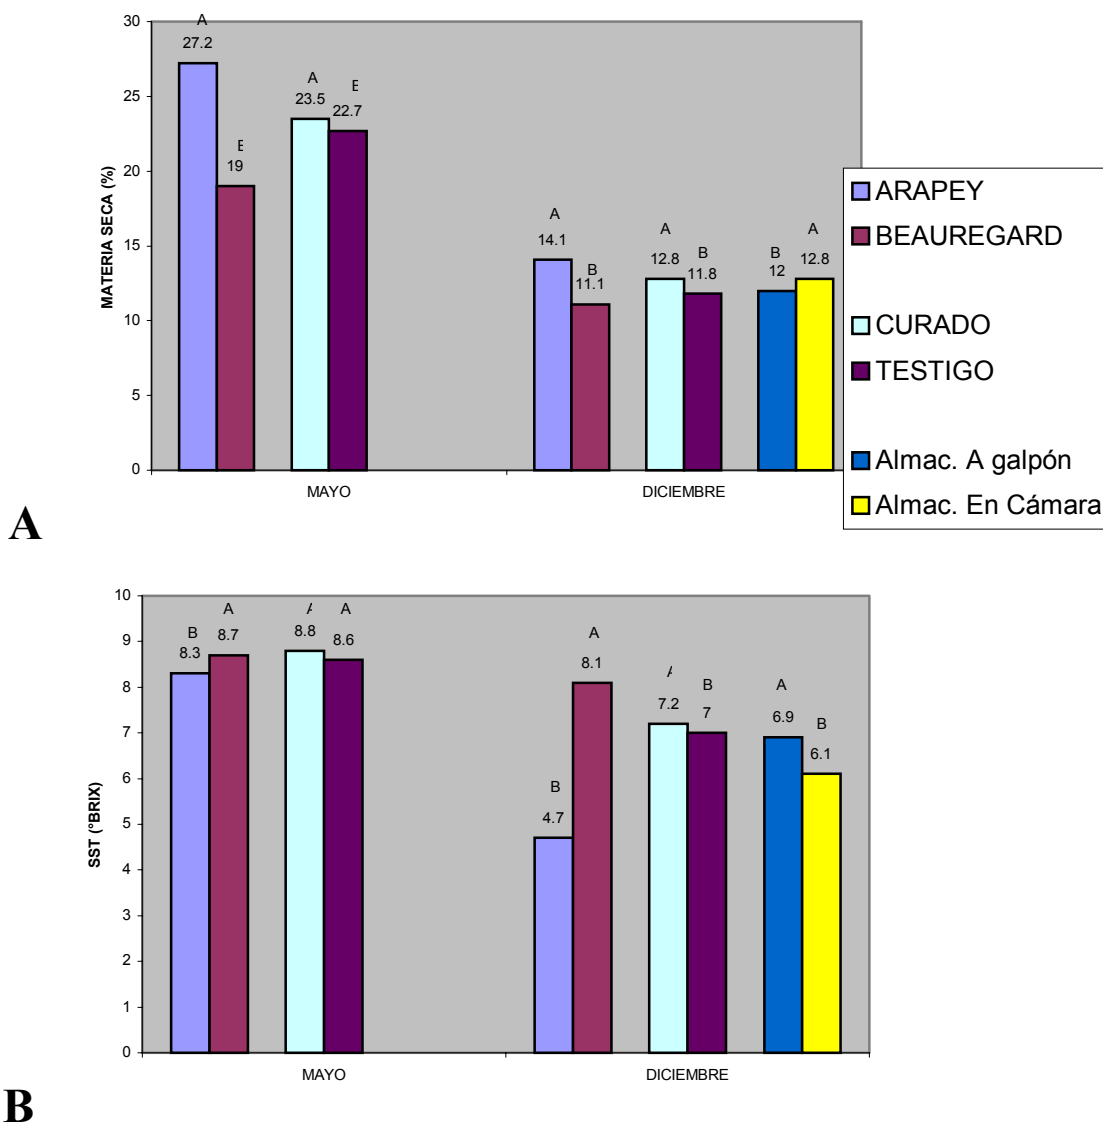 30
25
20
15
10
5
0
MATERIA SECA (%)
A
27.2
19
A
23.5
22.7
A
14.1
B
11.1
A
12.8
B
11.8
B
12
A
12.8
MAYO
DICIEMBRE
ARAPEY
BEAUREGARD
CURADO
TESTIGO
Almac. A galpón
Almac. En Cámara
A
10
9
8
7
6
5
4
3
2
1
0
SST (°BRIX)
B
8.3
A
8.7
8.8
A
8.6
B
4.7
A
8.1
7.2
B
7
A
6.9
B
6.1
MAYO
DICIEMBRE
B